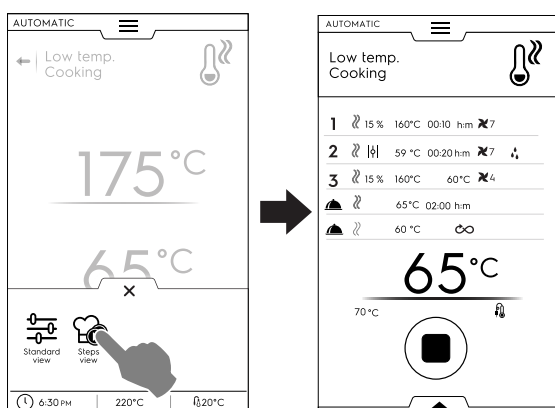 AUTOMATIC
Low temp.
Cooking
175°C
65°C
Standard
view
Steps
view
6:30 PM 220°C 20°C
AUTOMATIC
Low temp.
Cooking
1 15 % 160°C 00:10 h:m 7
2 59 °C 00:20 h:m 7
3 15 % 160°C 60°C 4
65°C 02:00 h:m
60 °C
65°C
70 °C